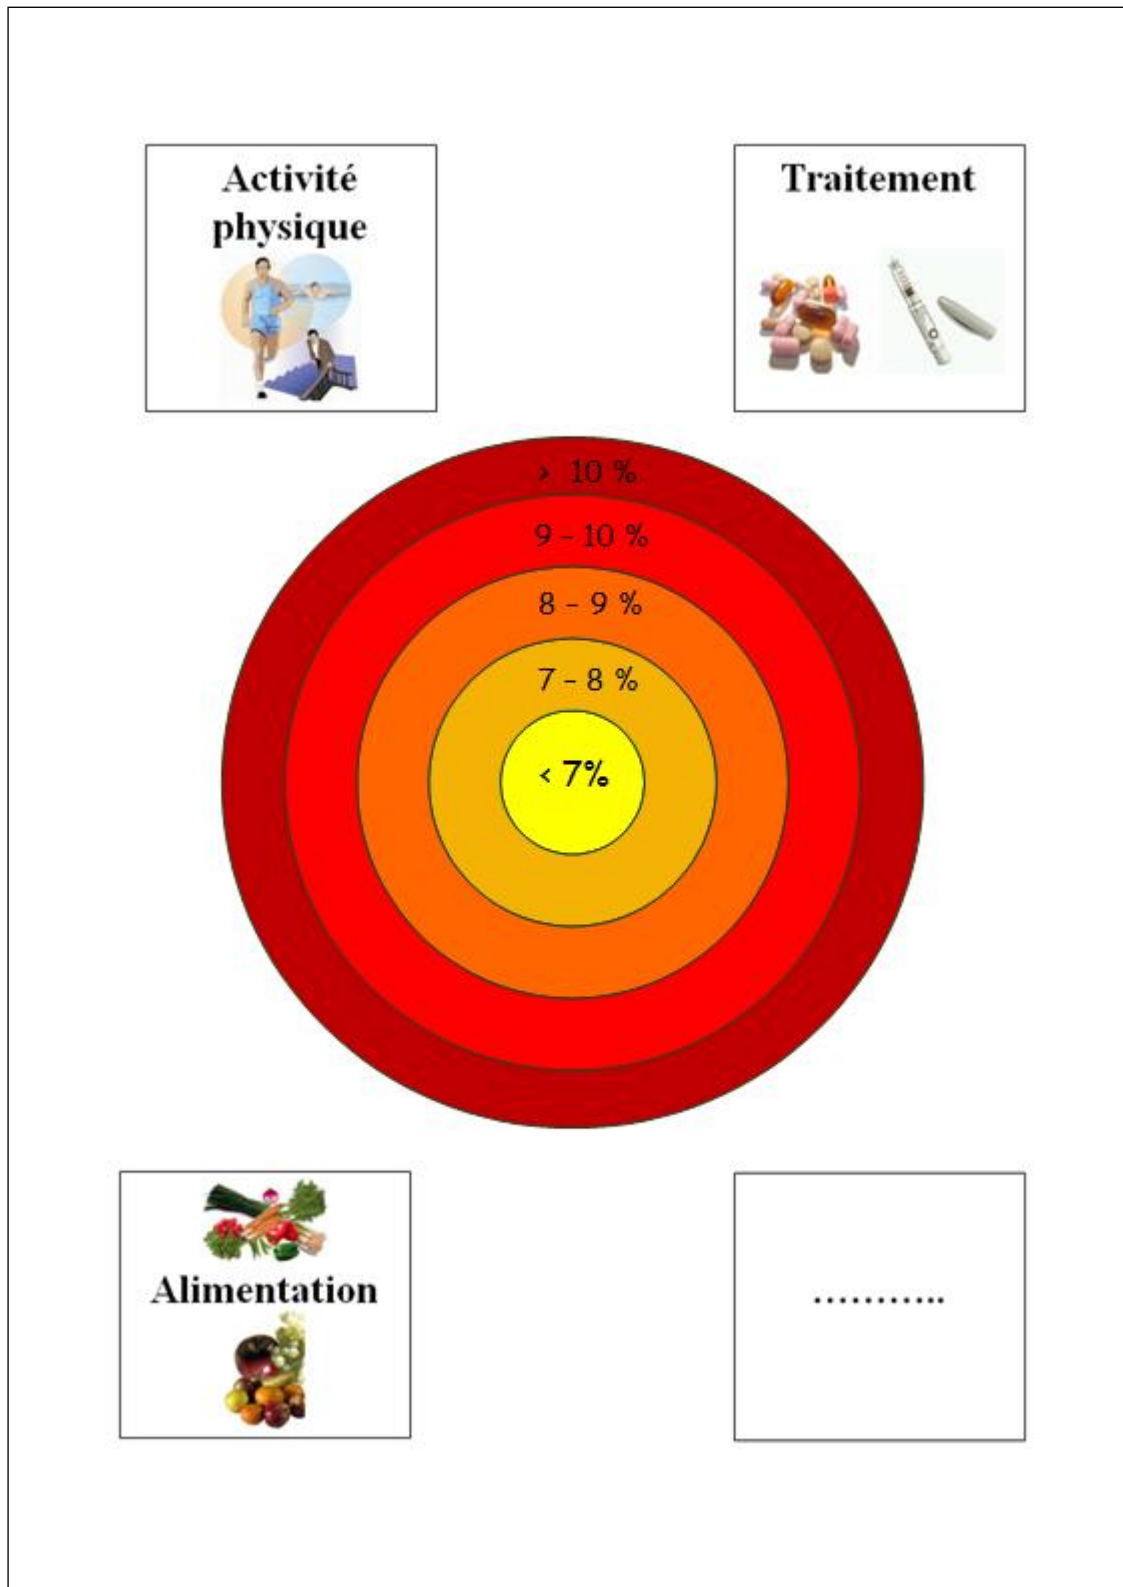 Activité
physique
Traitement
> 10 %
9 - 10 %
8 - 9 %
7 - 8 %
< 7%
Alimentation
………..